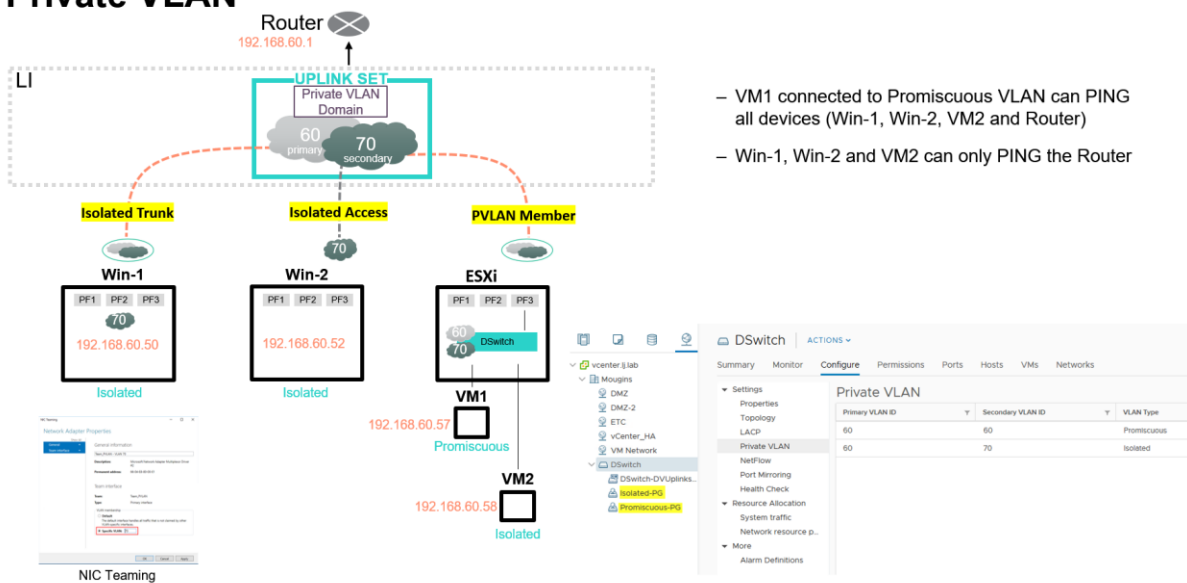 Private VLAN
Router
192.168.60.1
LI
UPLINK SET
Private VLAN
Domain
60
primary
70
secondary
– VM1 connected to Promiscuous VLAN can PING
all devices (Win-1, Win-2, VM2 and Router)
– Win-1, Win-2 and VM2 can only PING the Router
Isolated Trunk
Isolated Access
PVLAN Member
70
Win-1
Win-2
ESXi
PF1 PF2 PF3
PF1 PF2 PF3
PF1 PF2 PF3
70
192.168.60.50
192.168.60.52
60
70
DSwitch
Isolated
Isolated
VM1
192.168.60.57
Promiscuous
VM2
192.168.60.58
Isolated
NIC Teaming
Network Adapter Properties
General information
Team interface
Specific VLAN
NIC Teaming
vcenter.lj.lab
Mougins
DMZ
DMZ-2
ETC
vCenter_HA
VM Network
DSwitch
DSwitch-DVUplinks...
Isolated-PG
Promiscuous-PG
DSwitch ACTIONS
Summary Monitor Configure Permissions Ports Hosts VMs Networks
Settings
Properties
Topology
LACP
Private VLAN
NetFlow
Port Mirroring
Health Check
Resource Allocation
System traffic
Network resource p...
More
Alarm Definitions
Private VLAN
Primary VLAN ID Secondary VLAN ID VLAN Type
60 60 Promiscuous
60 70 Isolated